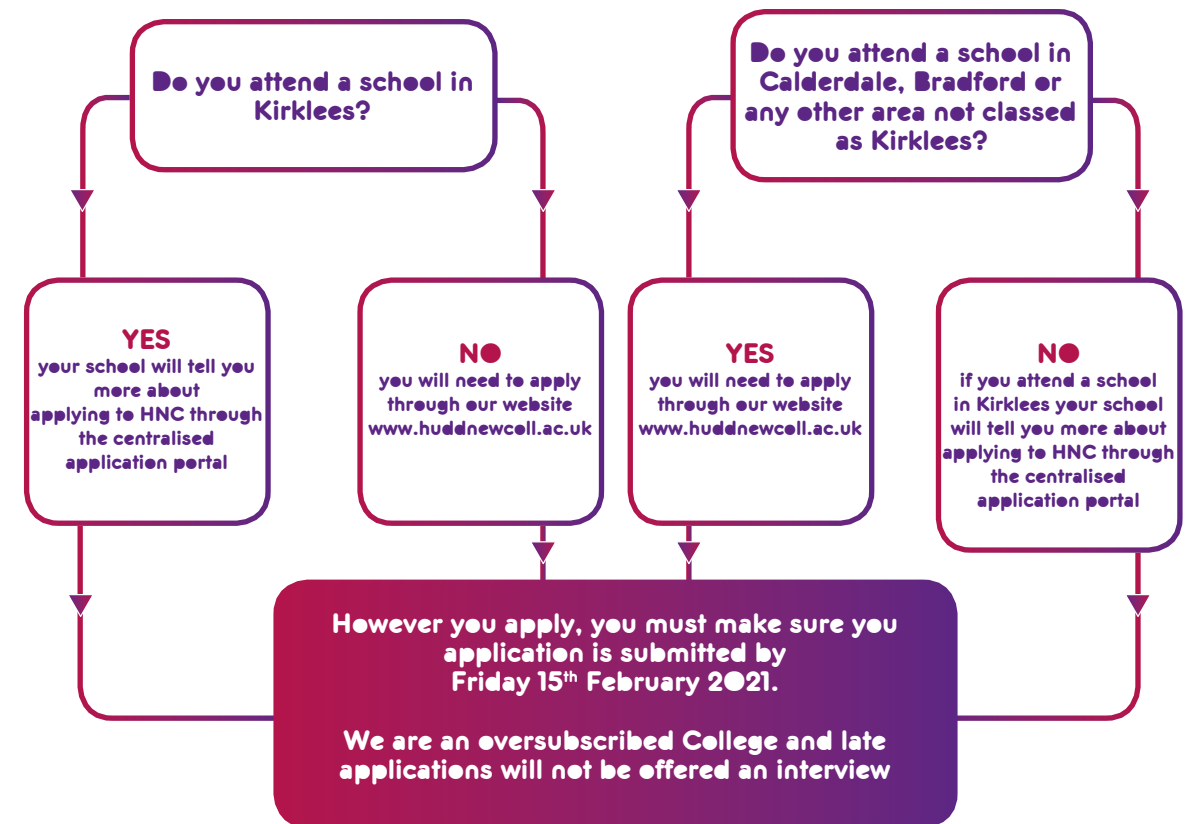 Do you attend a school in
Kirklees?
Do you attend a school in
Calderdale, Bradford or
any other area not classed
as Kirklees?
YES
your school will tell you
more about
applying to HNC through
the centralised
application portal
NO
you will need to apply
through our website
www.huddnewcoll.ac.uk
YES
you will need to apply
through our website
www.huddnewcoll.ac.uk
NO
if you attend a school
in Kirklees your school
will tell you more about
applying to HNC through
the centralised
application portal
However you apply, you must make sure you
application is submitted by
Friday 15th February 2021.
We are an oversubscribed College and late
applications will not be offered an interview